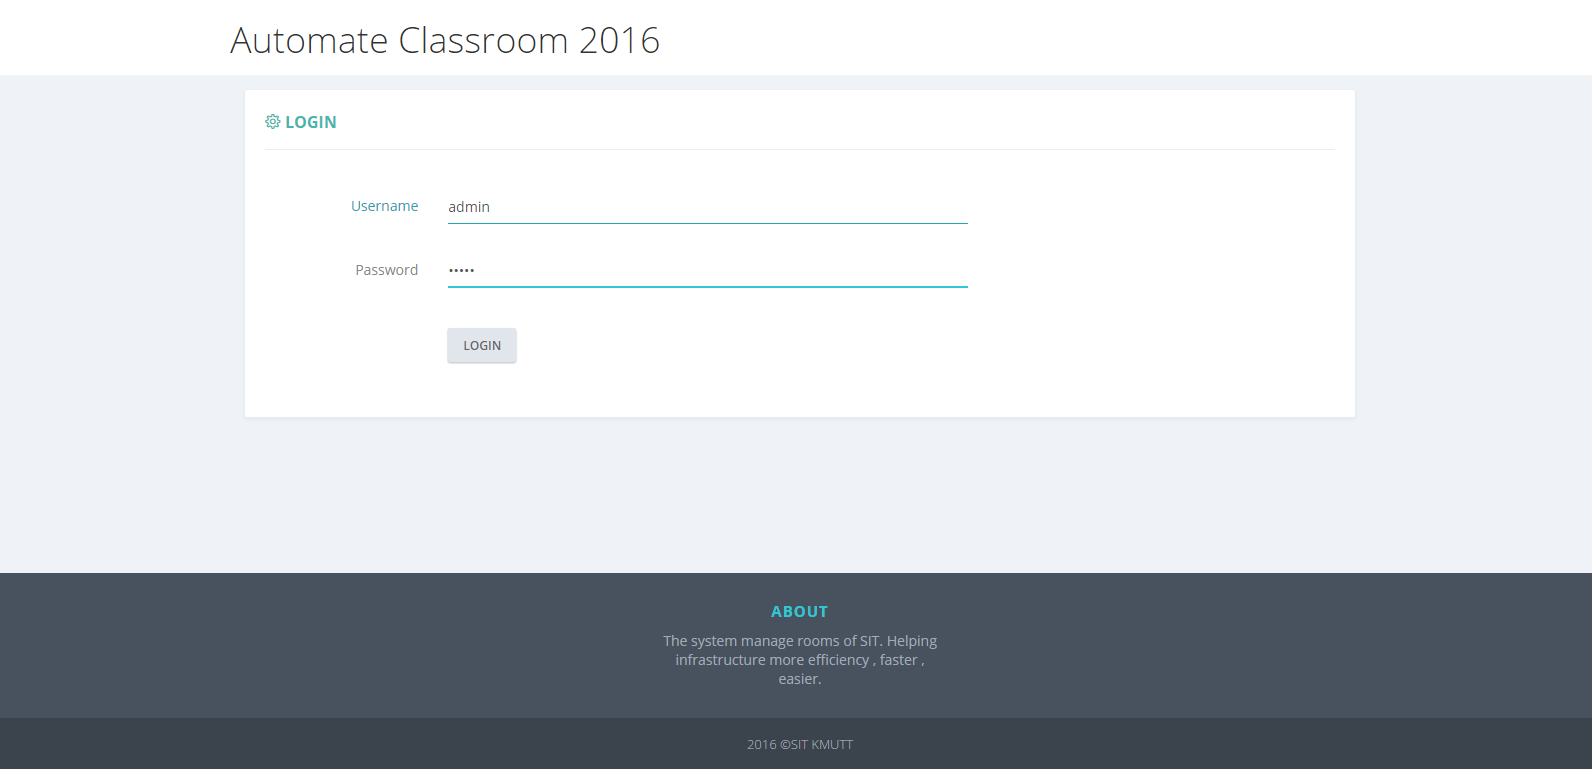 Automate Classroom 2016
LOGIN
Username
admin
Password
•••••
LOGIN
ABOUT
The system manage rooms of SIT. Helping
infrastructure more efficiency , faster ,
easier.
2016 ©SIT KMUTT